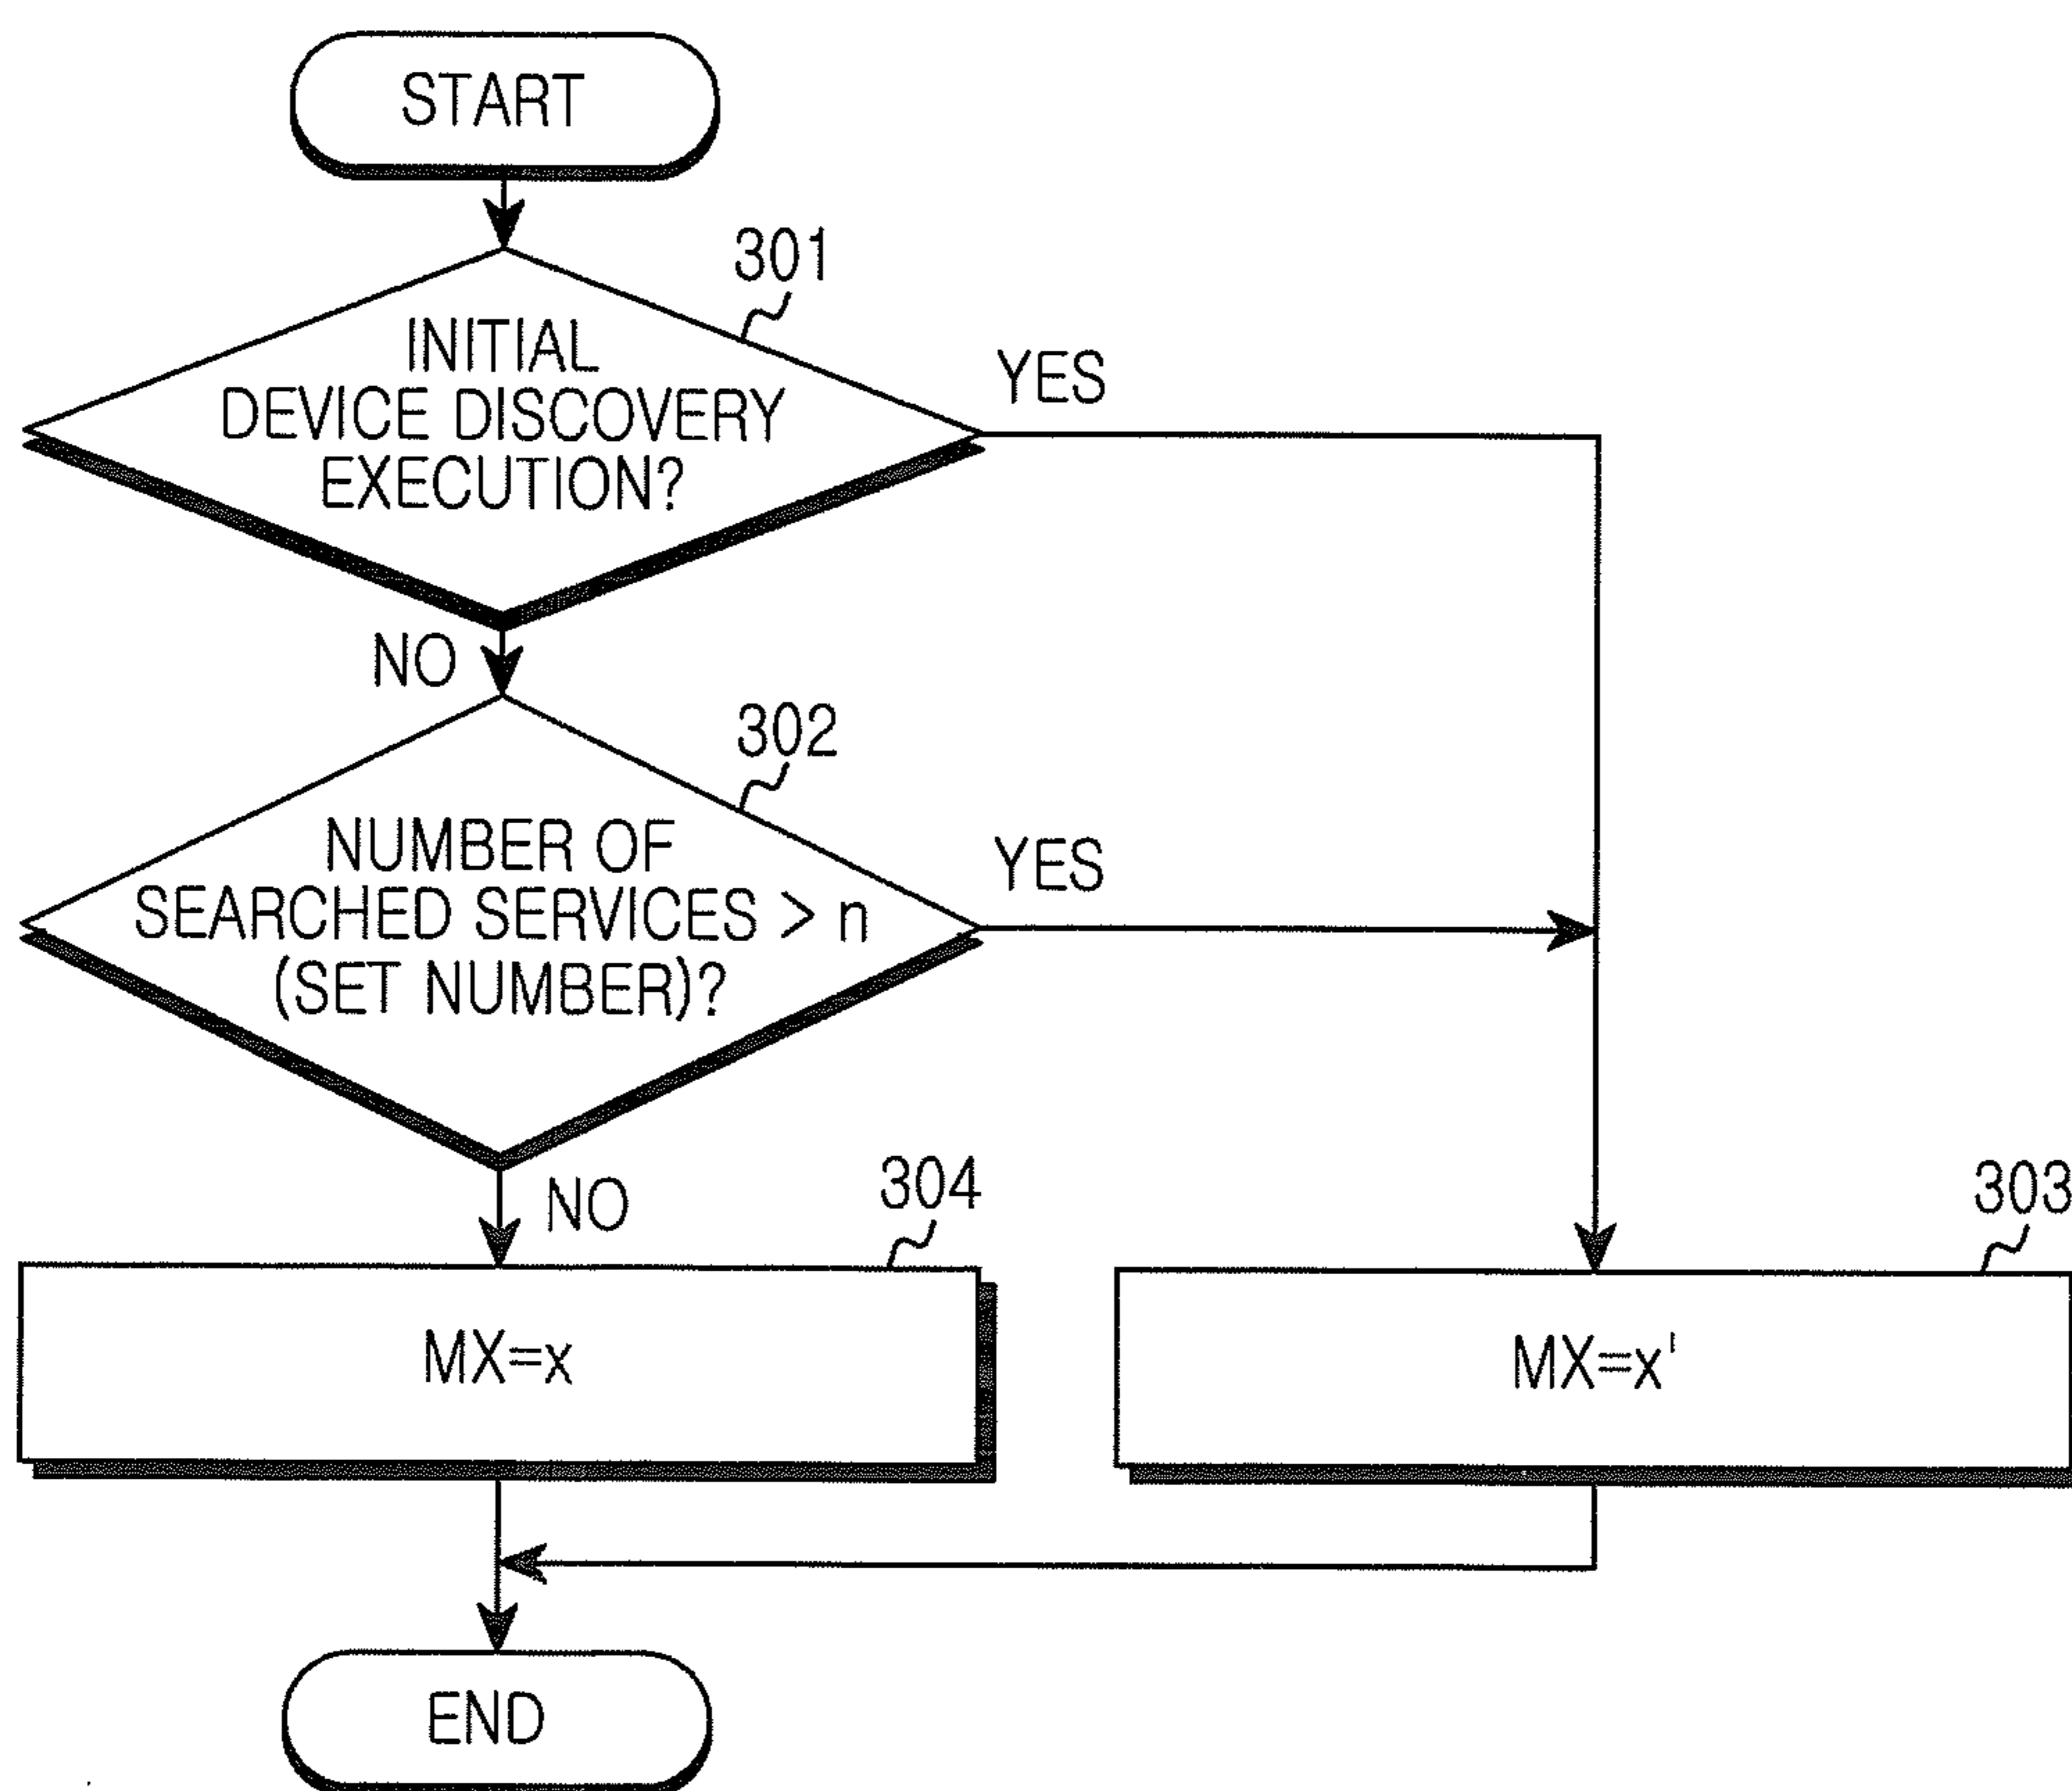 START
301
INITIAL
DEVICE DISCOVERY
EXECUTION?
YES
NO
302
NUMBER OF
SEARCHED SERVICES > n
(SET NUMBER)?
YES
NO
304
MX=x
303
MX=x'
END